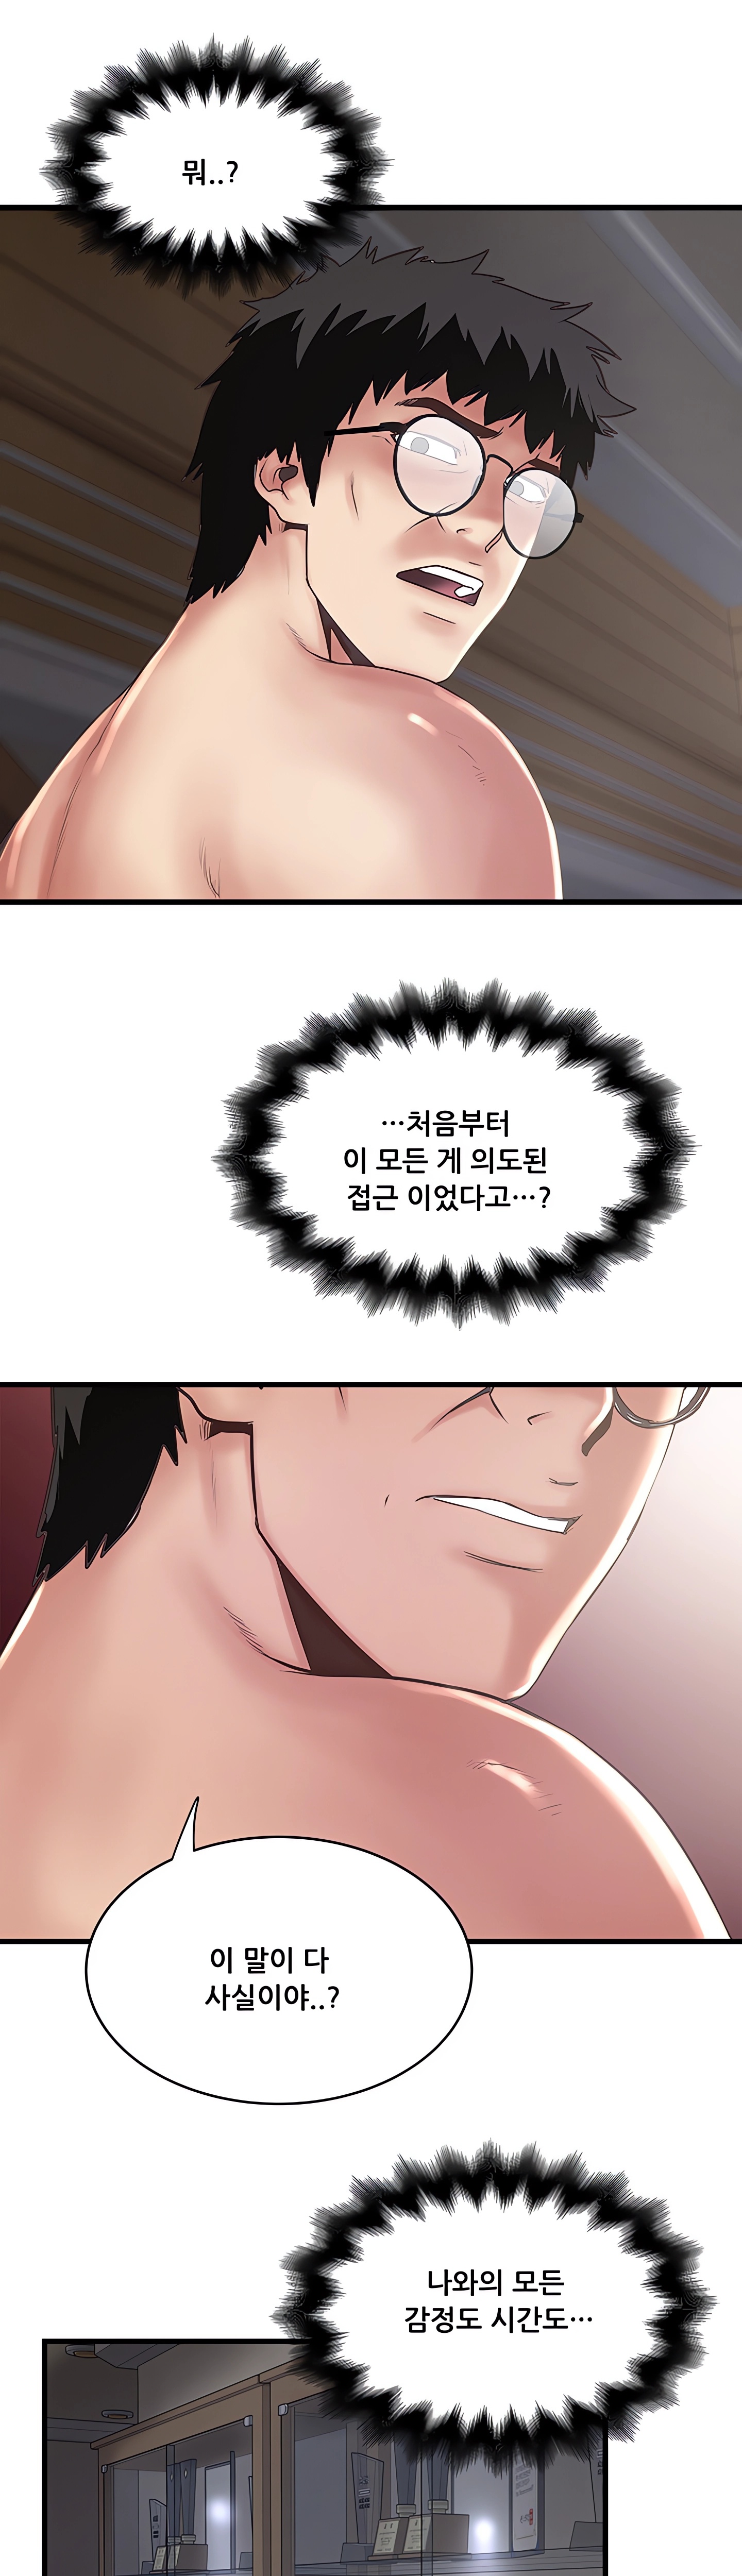 뭐..?
…처음부터
이 모든 게 의도된
접근 이었다고…?
이 말이 다
사실이야..?
나와의 모든
감정도 시간도…